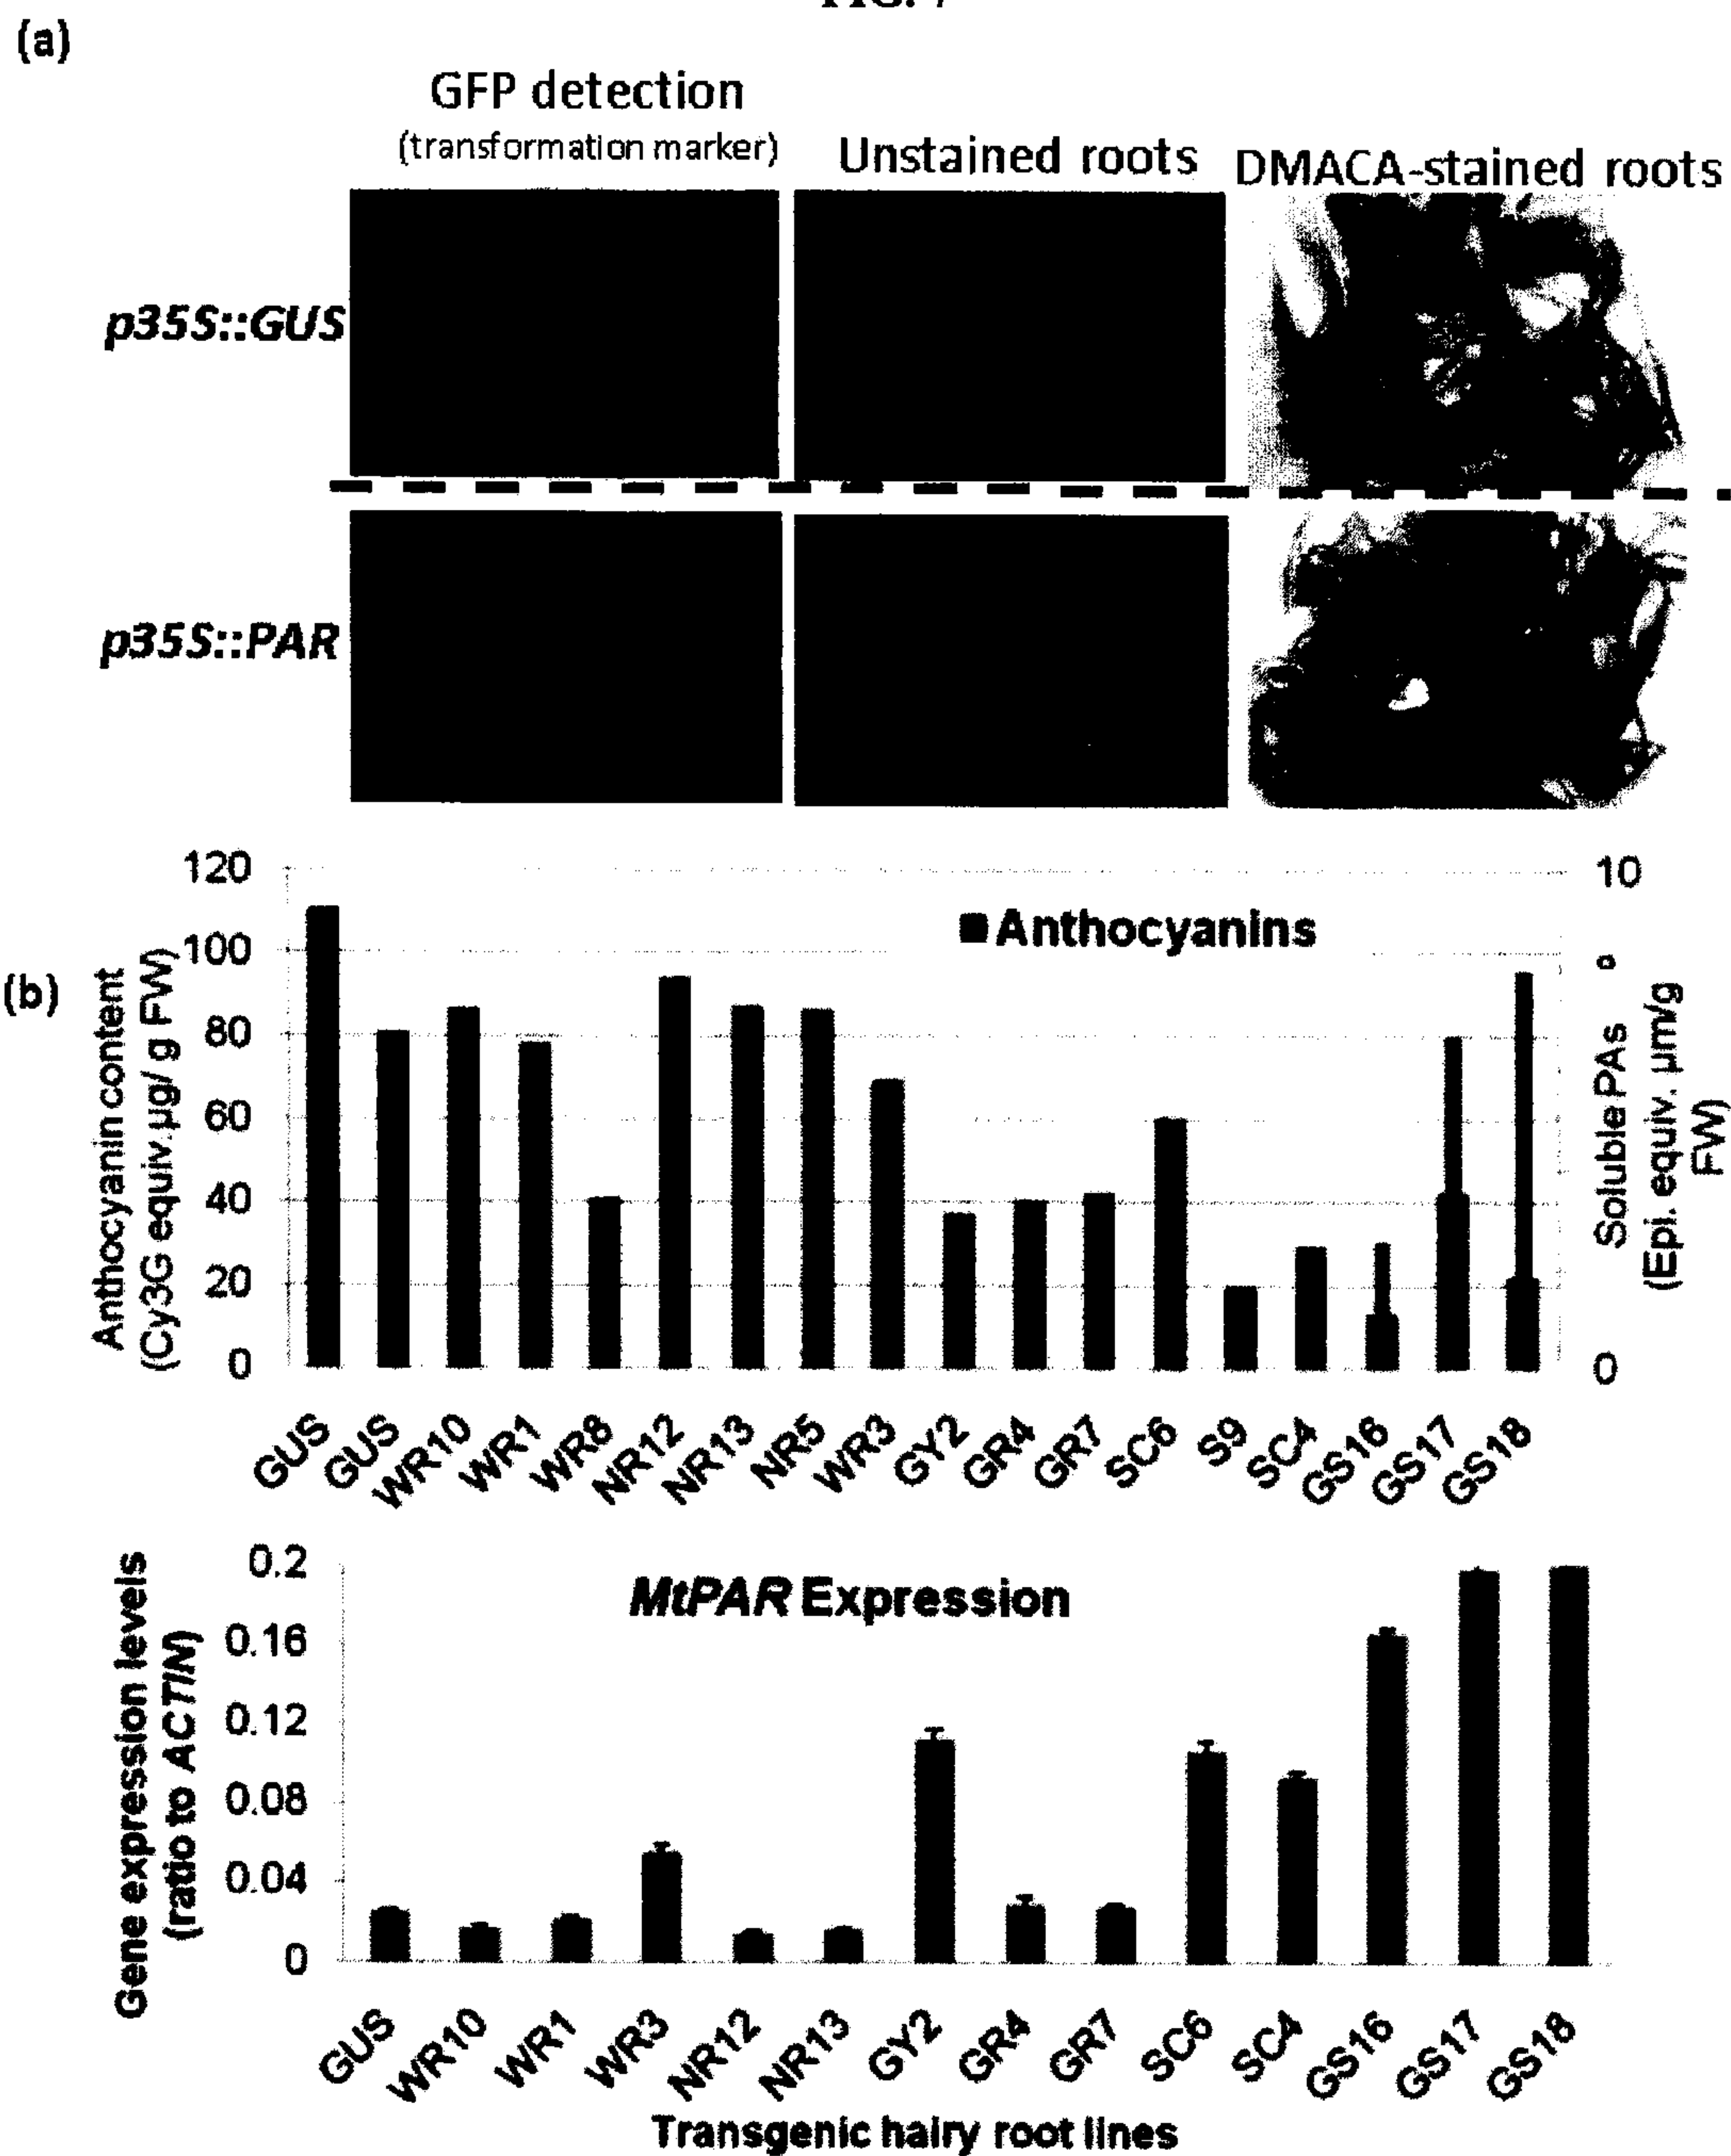 FIG. 7
(a)
GFP detection
(transformation marker)
Unstained roots
DMACA-stained roots
p35S::GUS
p35S::PAR
(b)
120
100
80
60
40
20
0
Anthocyanin content
(Cy3G equiv.µg/ g FW)
Anthocyanins
10
0
Soluble PAs
(Epi. equiv. µm/g
FW)
GUS
GUS
WR10
WR1
WR8
NR12
NR13
NR5
WR3
GY2
GR4
GR7
SC6
S9
SC4
GS16
GS17
GS18
MtPAR Expression
0.2
0.16
0.12
0.08
0.04
0
Gene expression levels
(ratio to ACTIN)
GUS
WR10
WR1
WR3
NR12
NR13
GY2
GR4
GR7
SC6
SC4
GS16
GS17
GS18
Transgenic hairy root lines